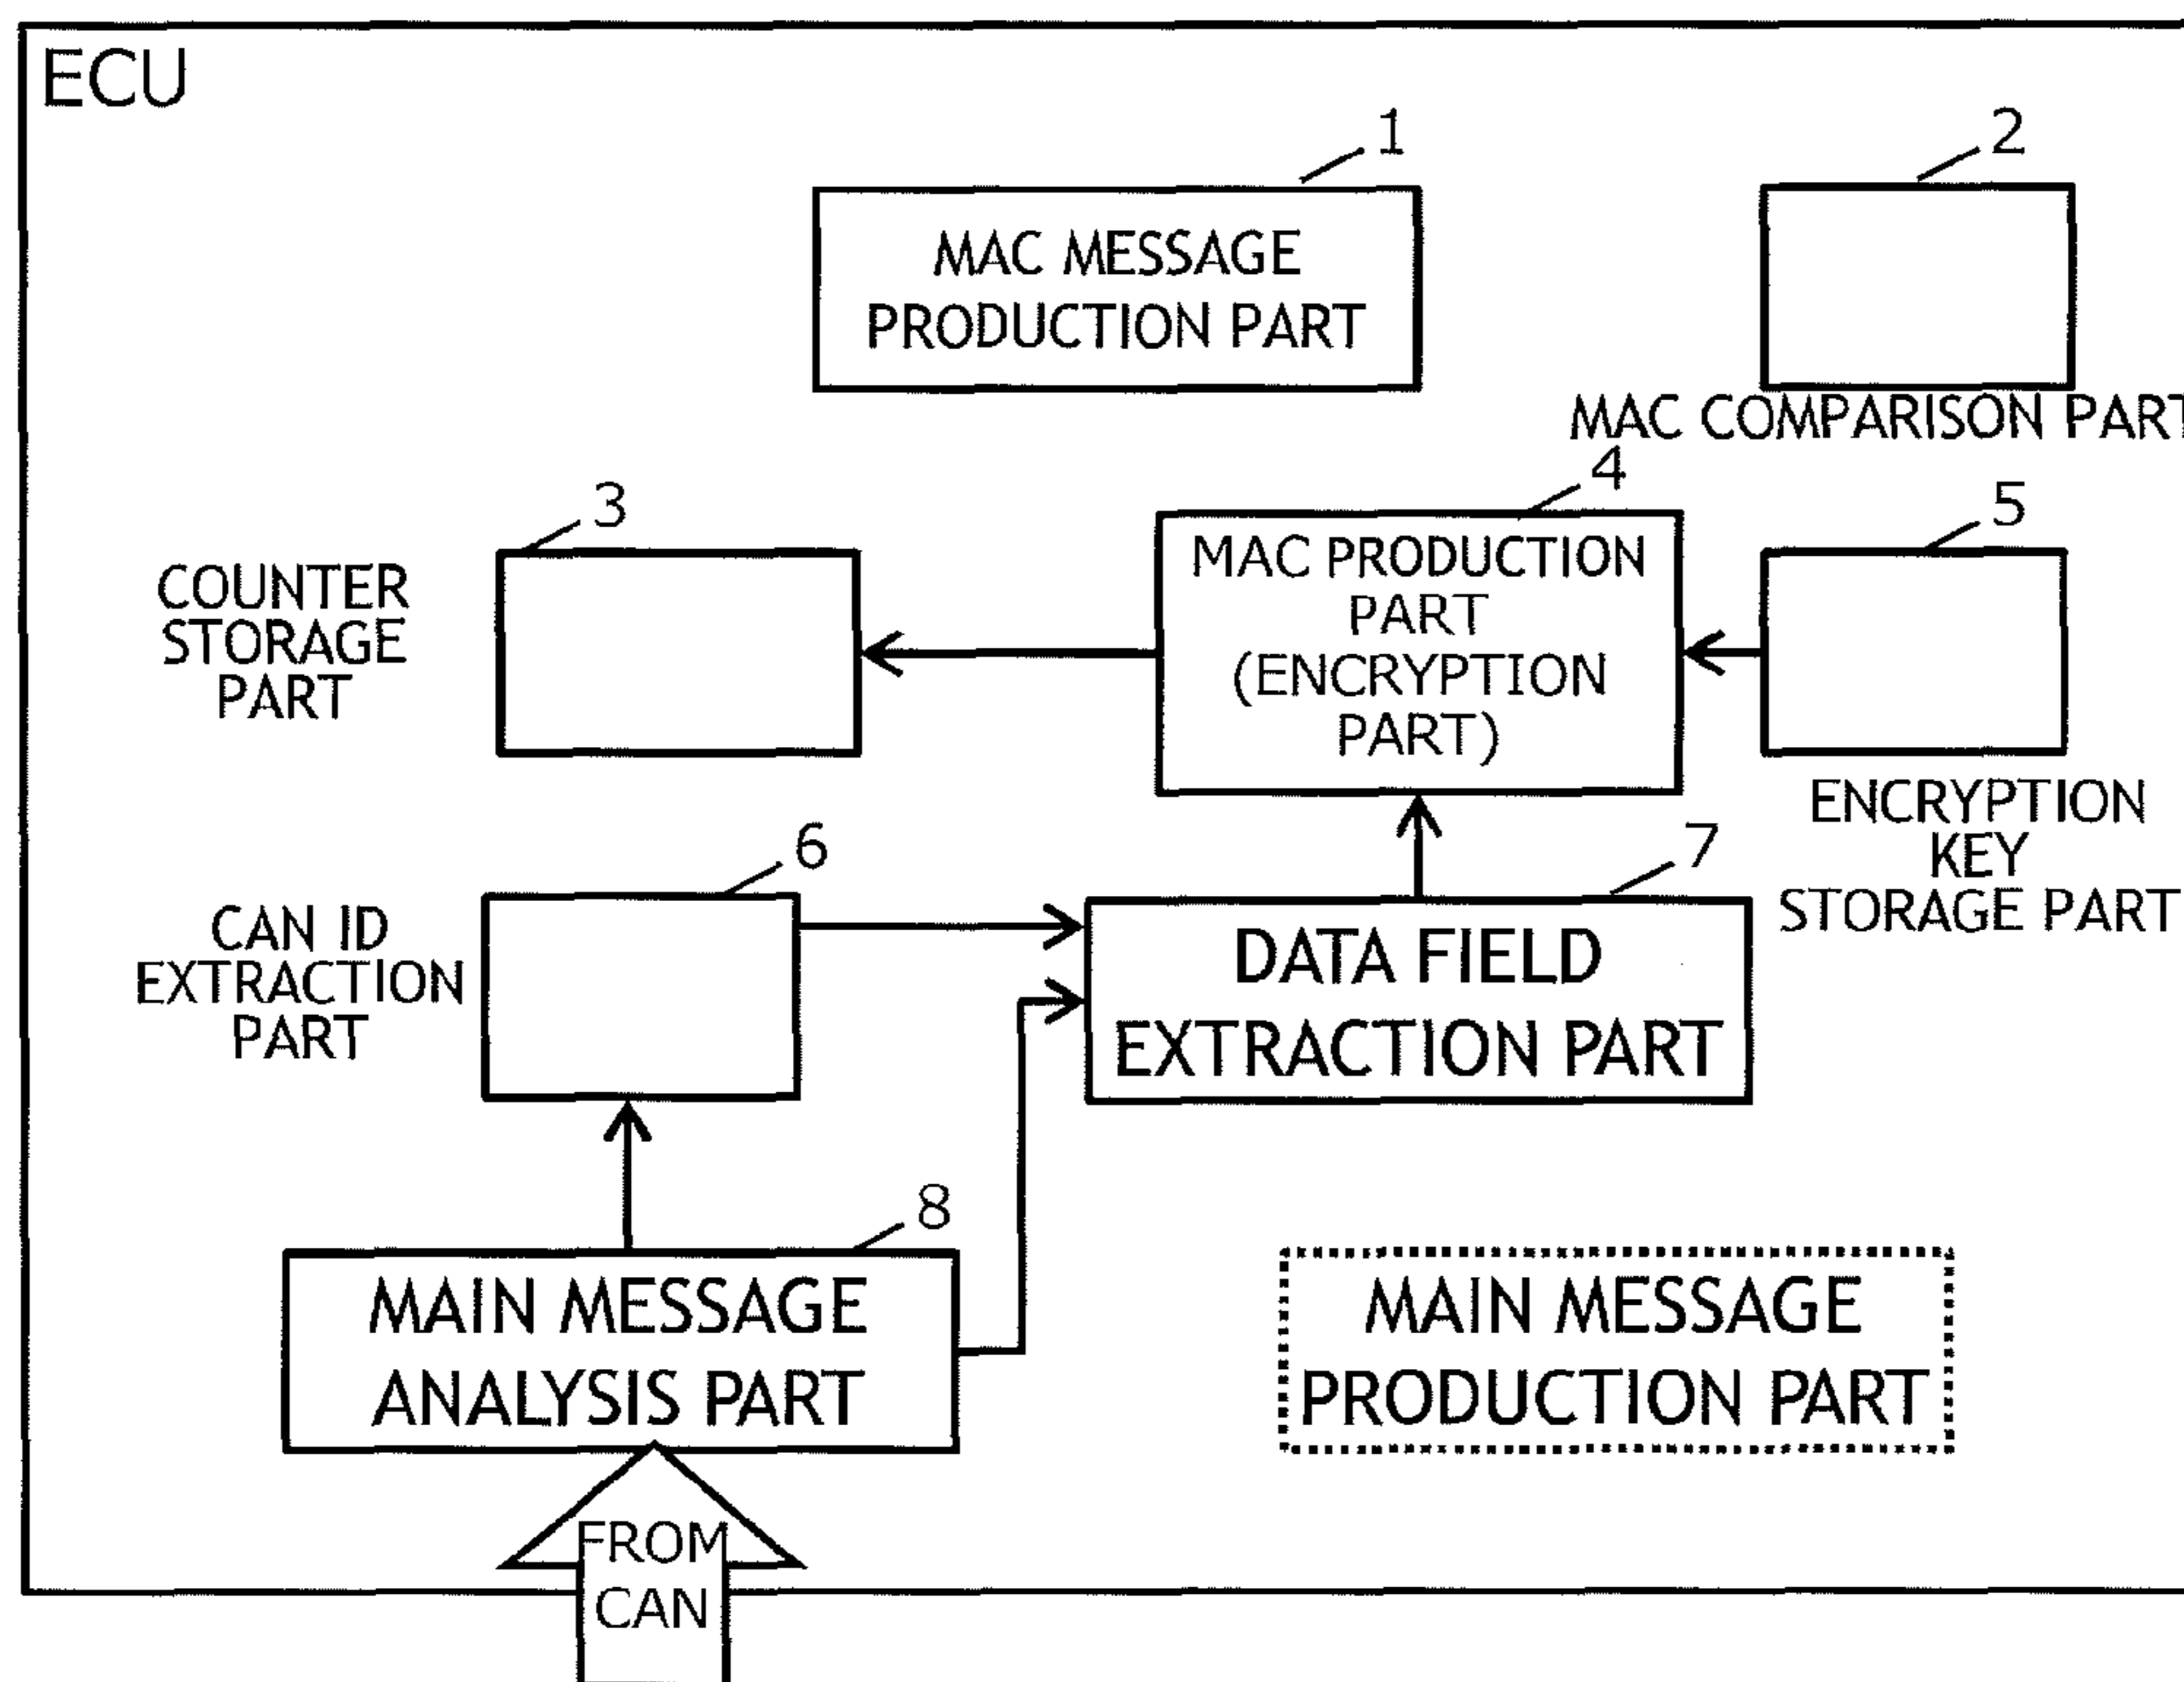 ECU
1
2
MAC MESSAGE
PRODUCTION PART
MAC COMPARISON PART
3
4
5
COUNTER
STORAGE
PART
MAC PRODUCTION
PART
(ENCRYPTION
PART)
ENCRYPTION
KEY
STORAGE PART
6
7
CAN ID
EXTRACTION
PART
DATA FIELD
EXTRACTION PART
8
MAIN MESSAGE
ANALYSIS PART
MAIN MESSAGE
PRODUCTION PART
FROM
CAN